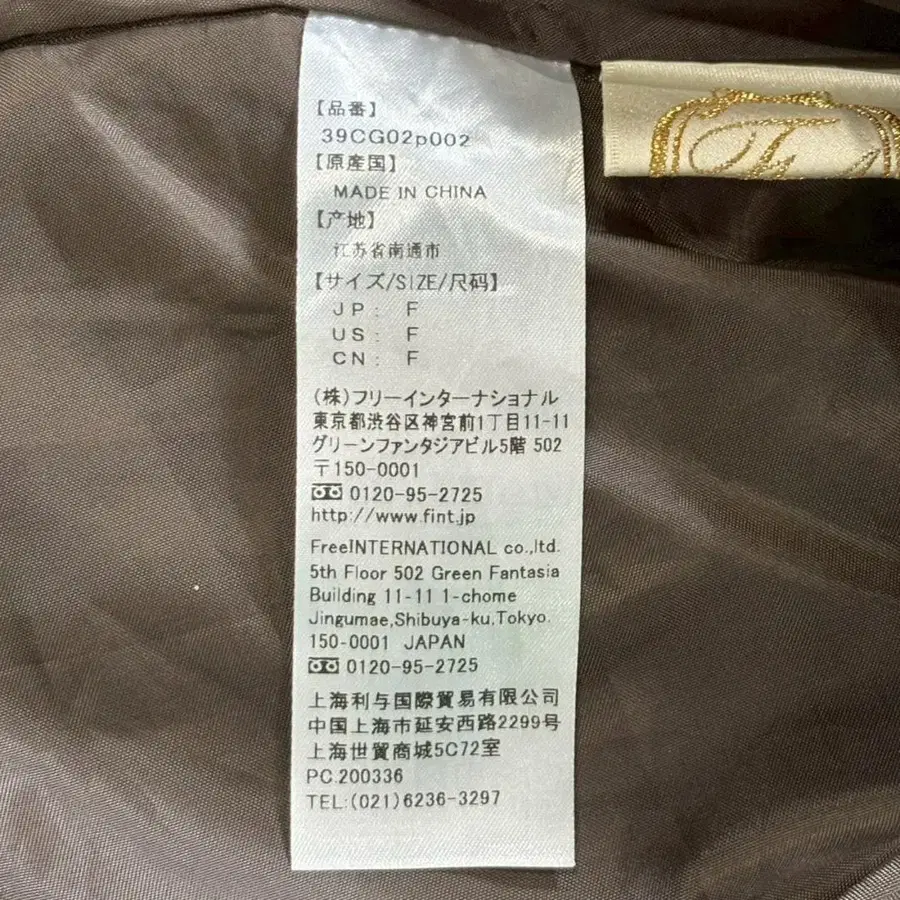 【品番】
39CG02p002
【原産国】
MADE IN CHINA
【产地】
江苏省南通市
【サイズ/SIZE/尺码】
JP: F
US: F
CN: F
(株)フリーインターナショナル
東京都渋谷区神宮前1丁目11-11
グリーンファンタジアビル5階 502
〒150-0001
0120-95-2725
http://www.fint.jp
FreeINTERNATIONAL co.,ltd.
5th Floor 502 Green Fantasia
Building 11-11 1-chome
Jingumae,Shibuya-ku,Tokyo.
150-0001 JAPAN
0120-95-2725
上海利与国際貿易有限公司
中国上海市延安西路2299号
上海世貿商城5C72室
PC.200336
TEL:(021)6236-3297